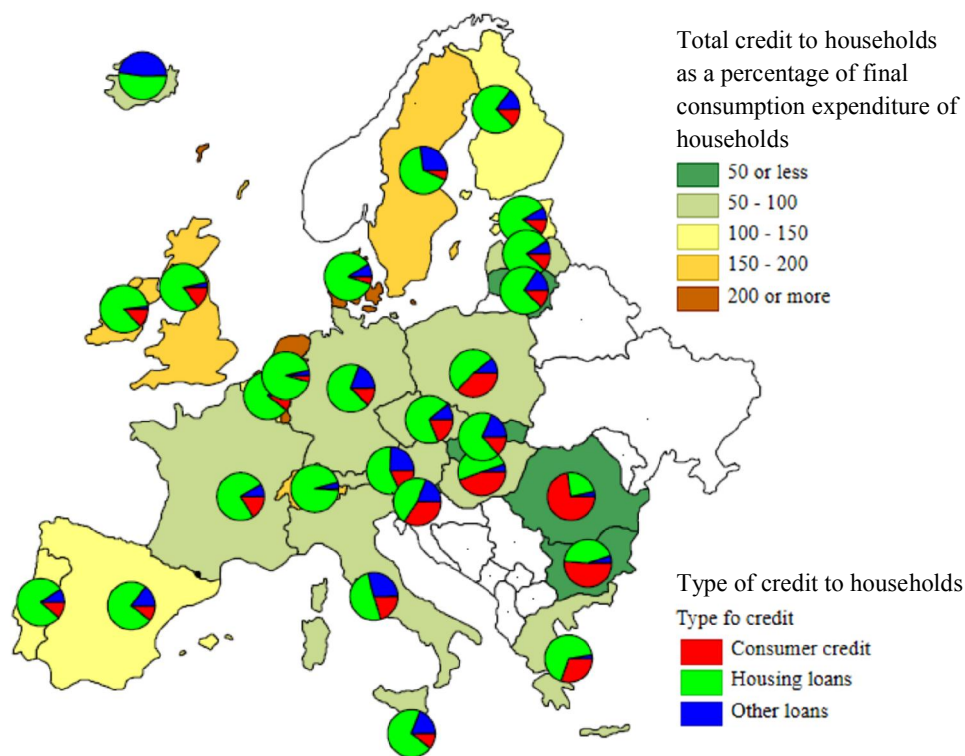 Total credit to households
as a percentage of final
consumption expenditure of
households
50 or less
50 - 100
100 - 150
150 - 200
200 or more
Type of credit to households
Type fo credit
Consumer credit
Housing loans
Other loans